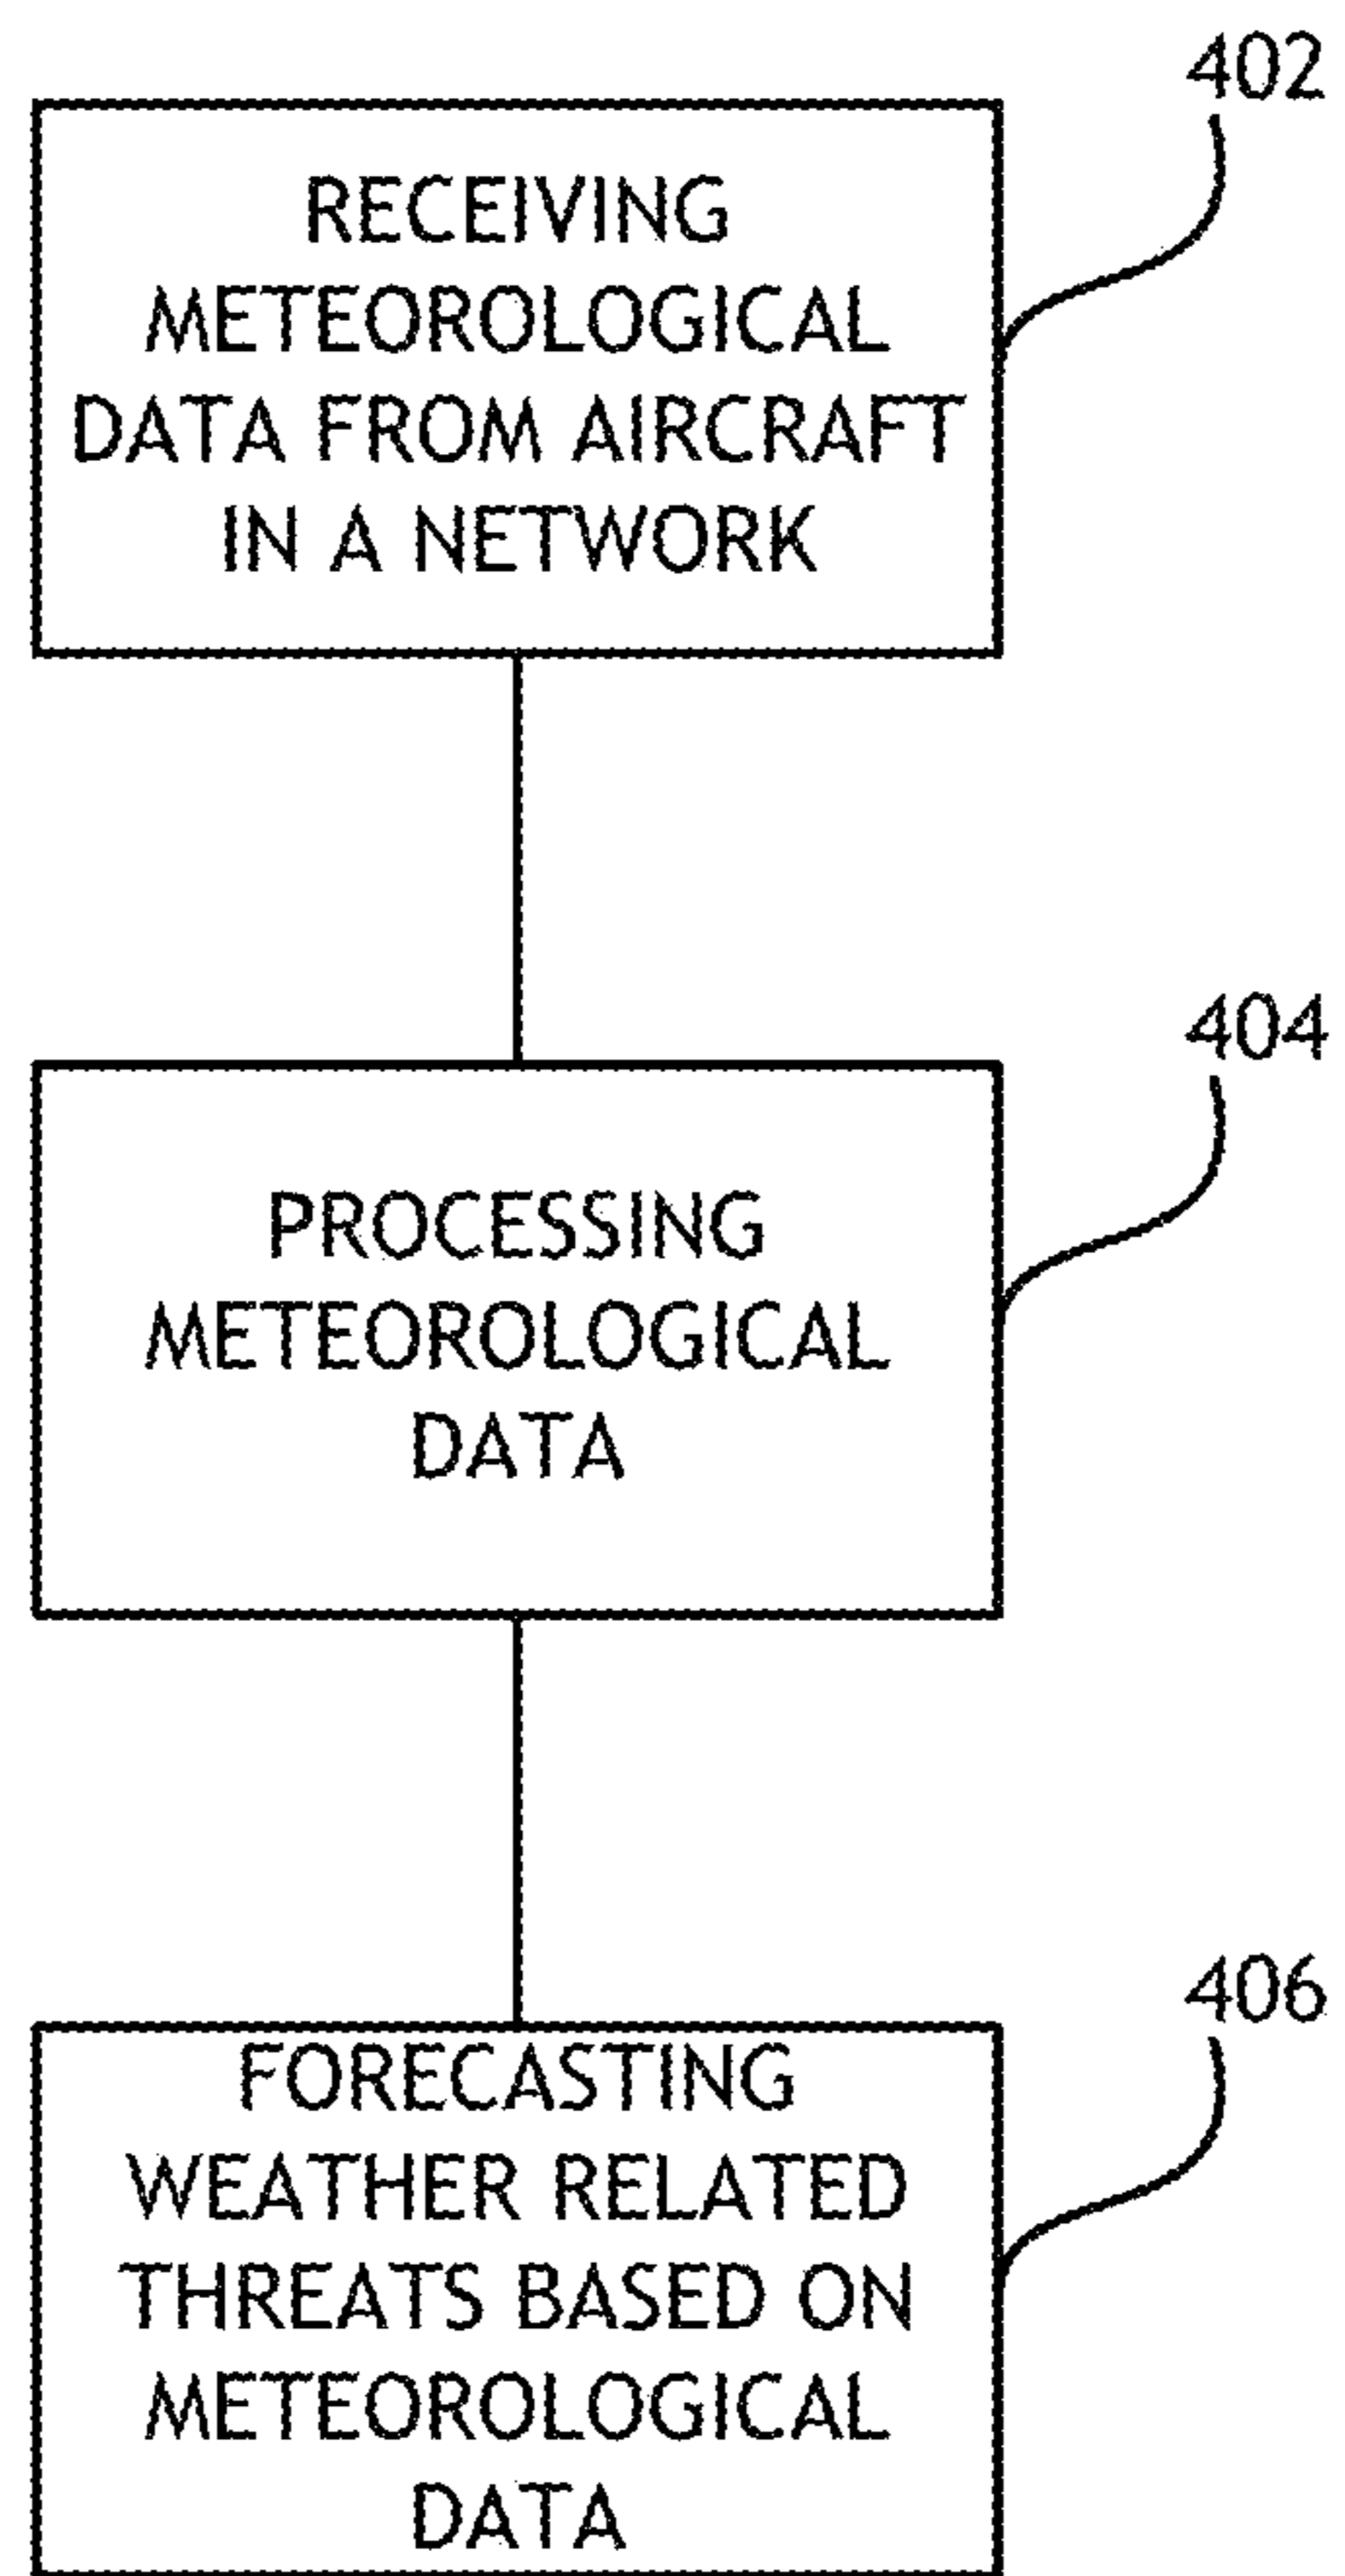 402
RECEIVING
METEOROLOGICAL
DATA FROM AIRCRAFT
IN A NETWORK
404
PROCESSING
METEOROLOGICAL
DATA
406
FORECASTING
WEATHER RELATED
THREATS BASED ON
METEOROLOGICAL
DATA